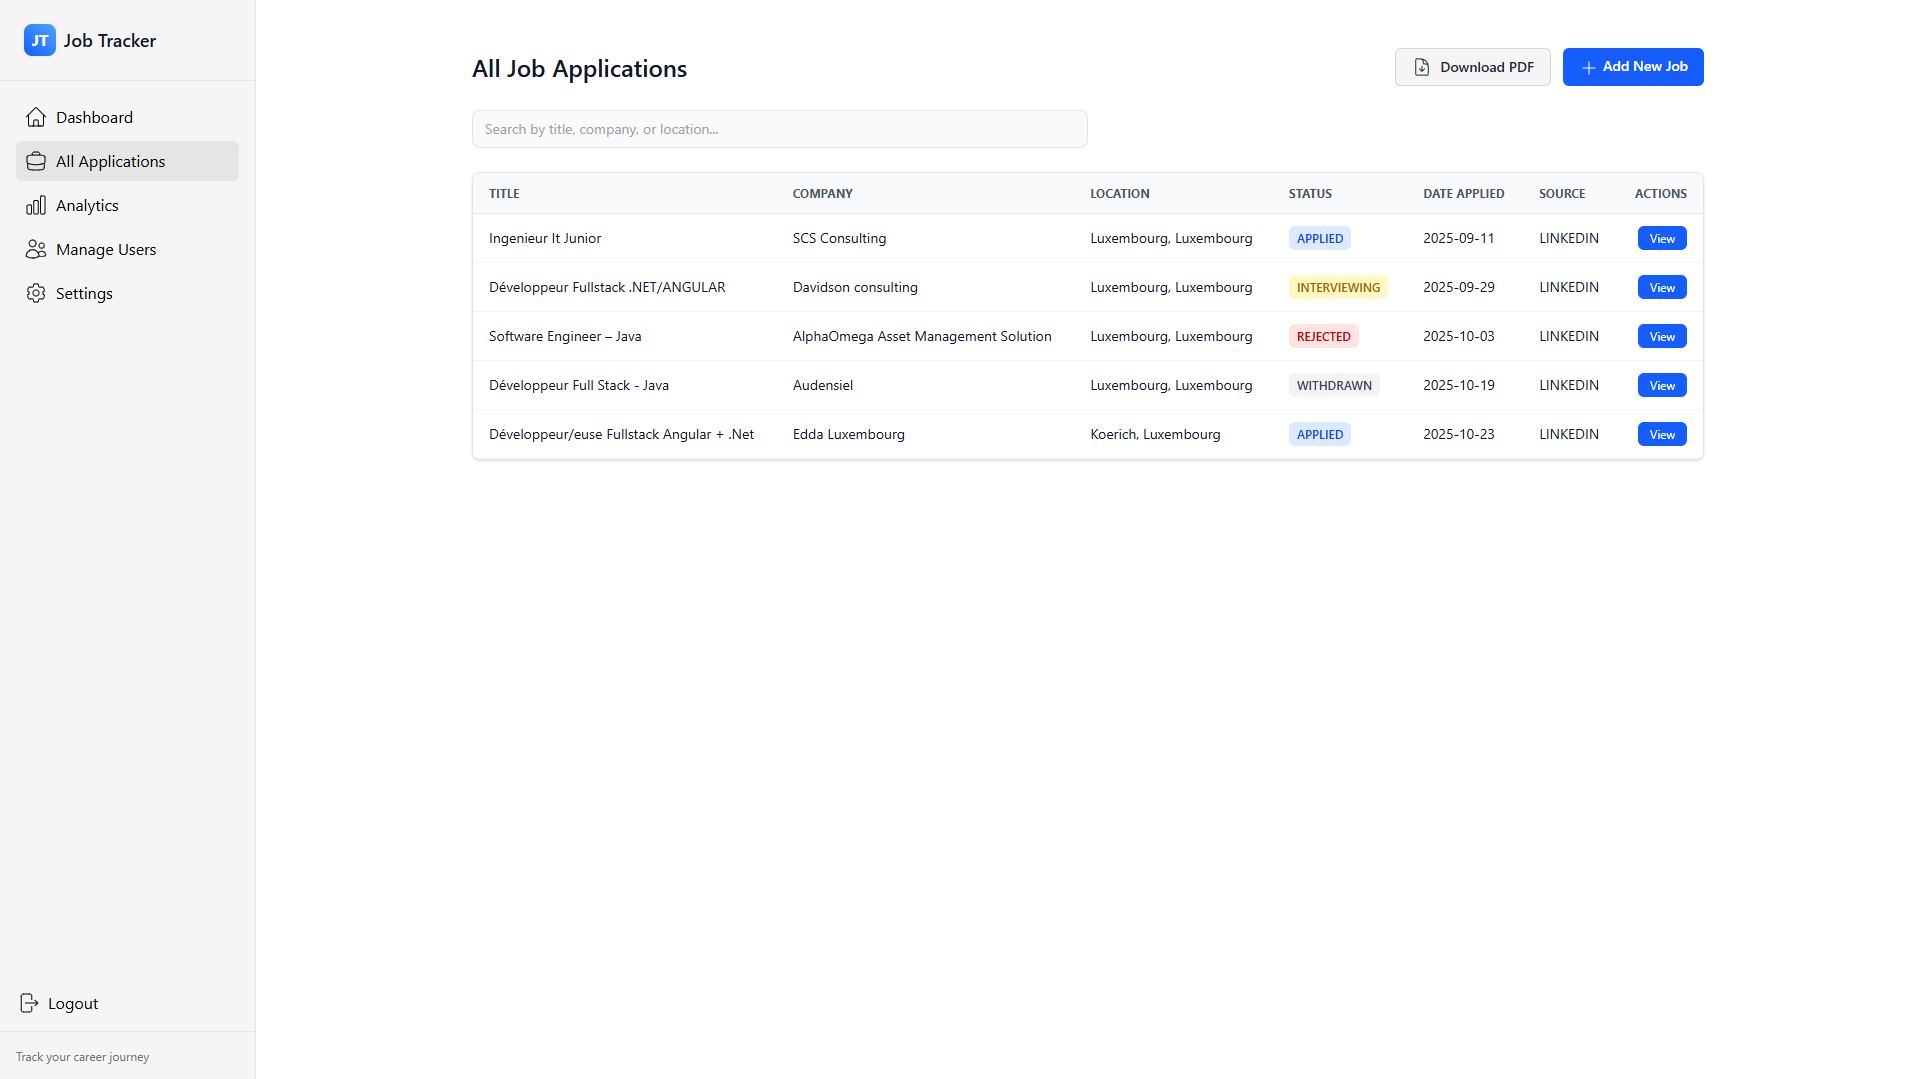 JT Job Tracker
Dashboard
All Applications
Analytics
Manage Users
Settings
Logout
Track your career journey
All Job Applications
Download PDF
Add New Job
Search by title, company, or location...
TITLE COMPANY LOCATION STATUS DATE APPLIED SOURCE ACTIONS
Ingenieur It Junior SCS Consulting Luxembourg, Luxembourg APPLIED 2025-09-11 LINKEDIN View
Développeur Fullstack .NET/ANGULAR Davidson consulting Luxembourg, Luxembourg INTERVIEWING 2025-09-29 LINKEDIN View
Software Engineer – Java AlphaOmega Asset Management Solution Luxembourg, Luxembourg REJECTED 2025-10-03 LINKEDIN View
Développeur Full Stack - Java Audensiel Luxembourg, Luxembourg WITHDRAWN 2025-10-19 LINKEDIN View
Développeur/euse Fullstack Angular + .Net Edda Luxembourg Koerich, Luxembourg APPLIED 2025-10-23 LINKEDIN View